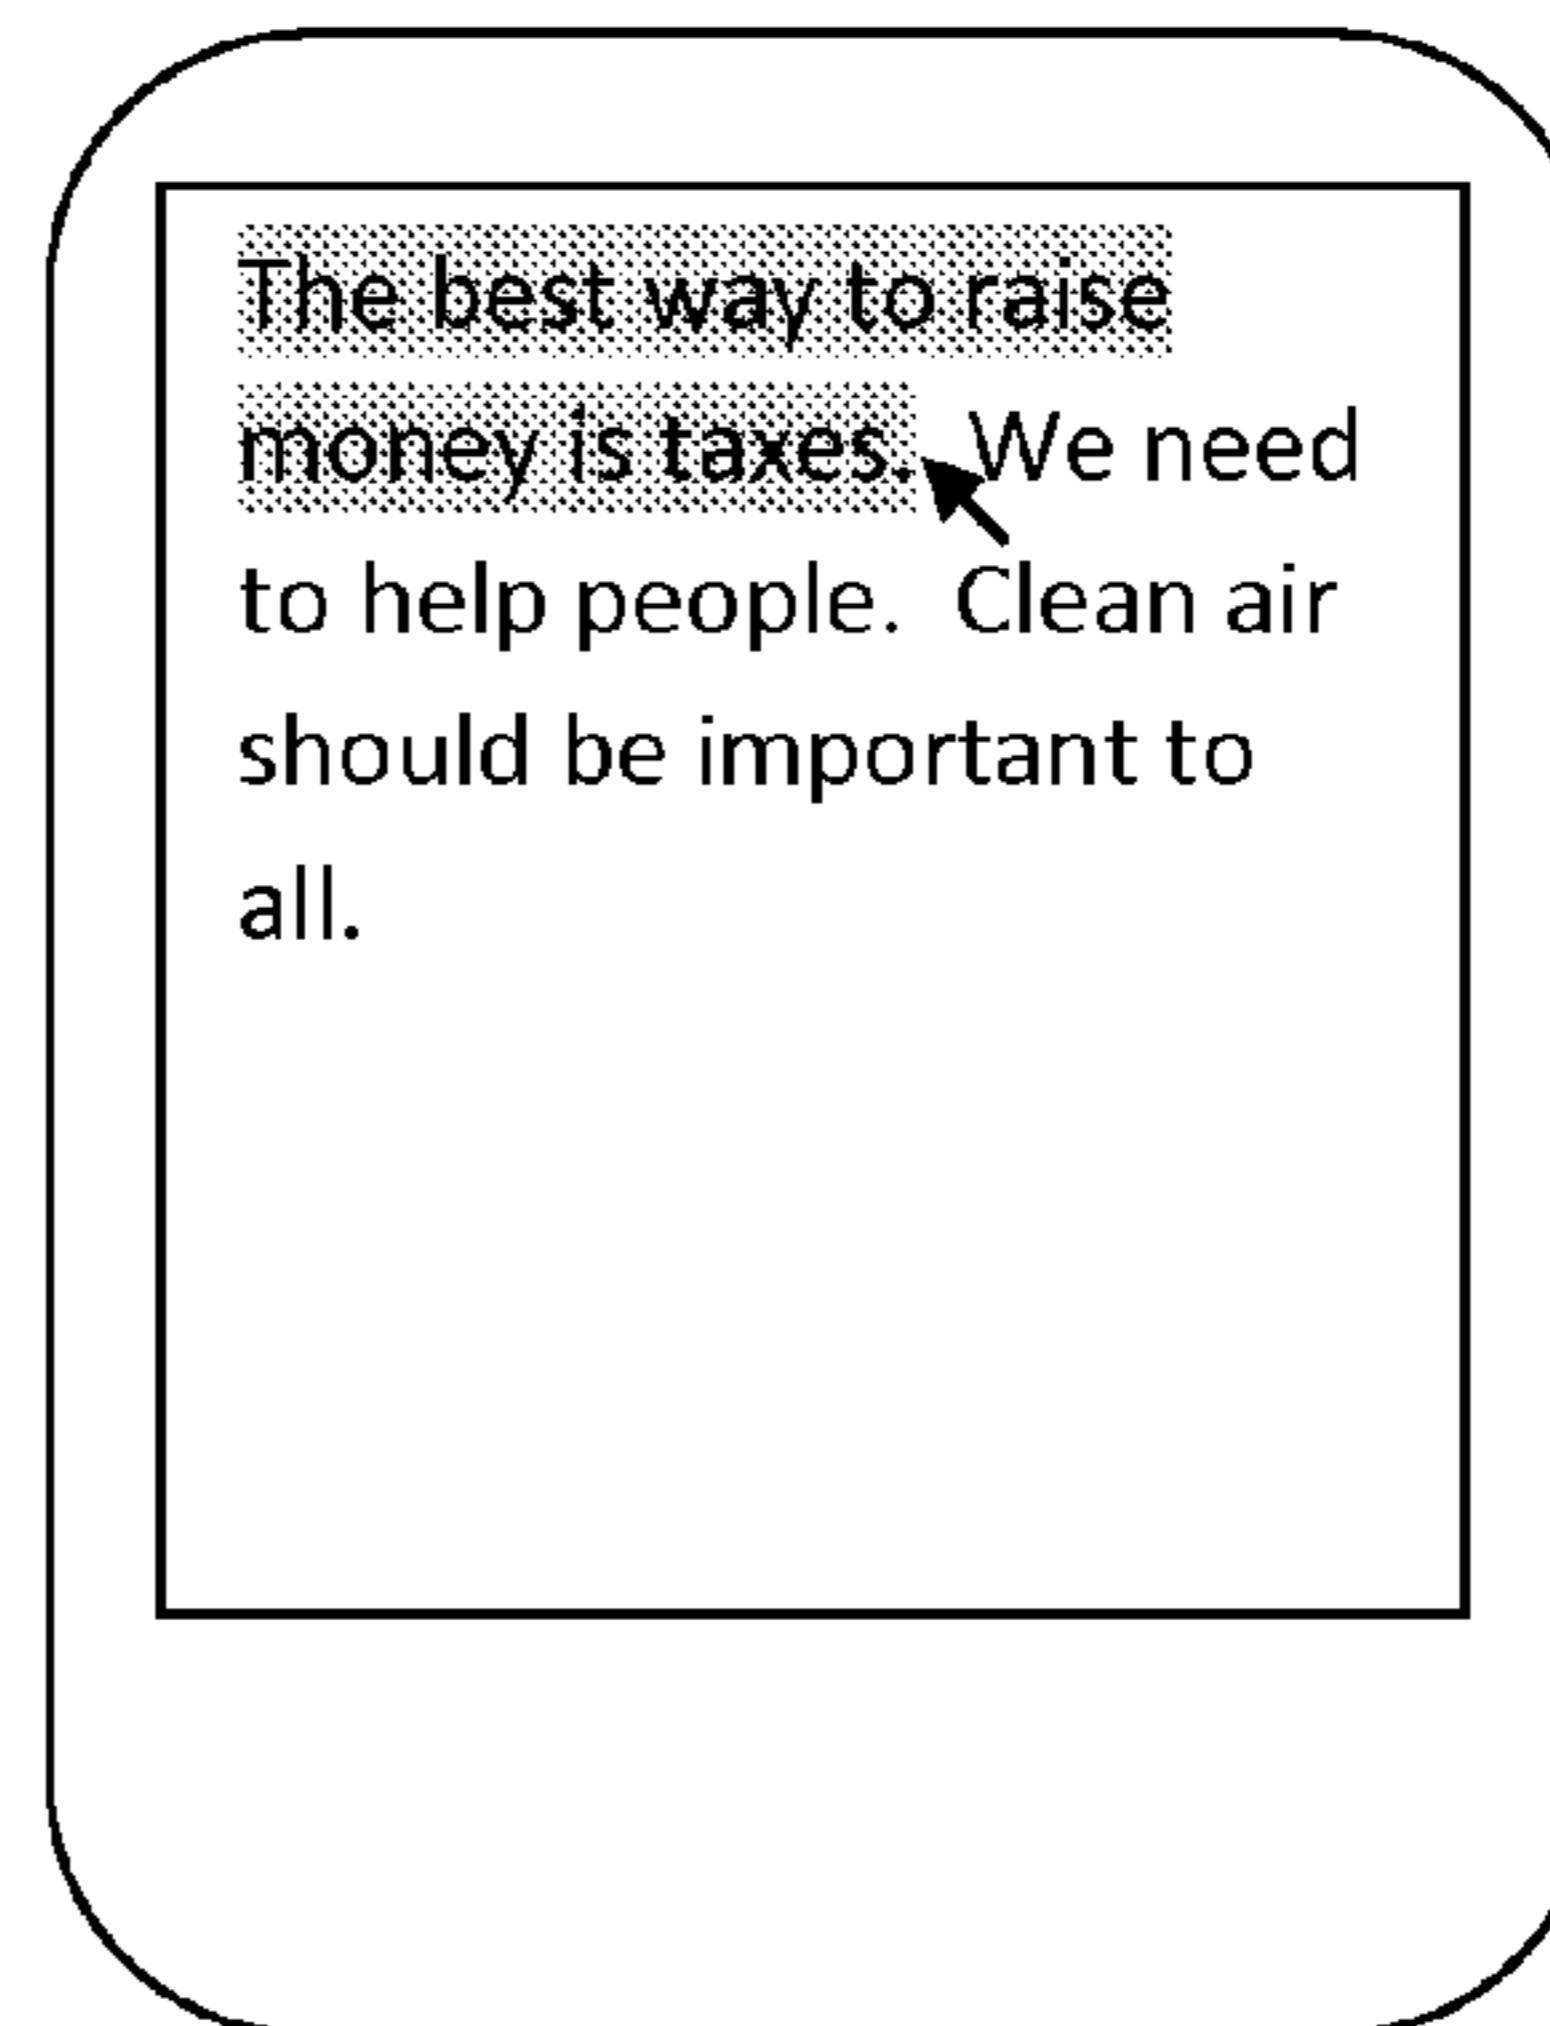 The best way to raise
money is taxes.  We need
to help people.  Clean air
should be important to
all.